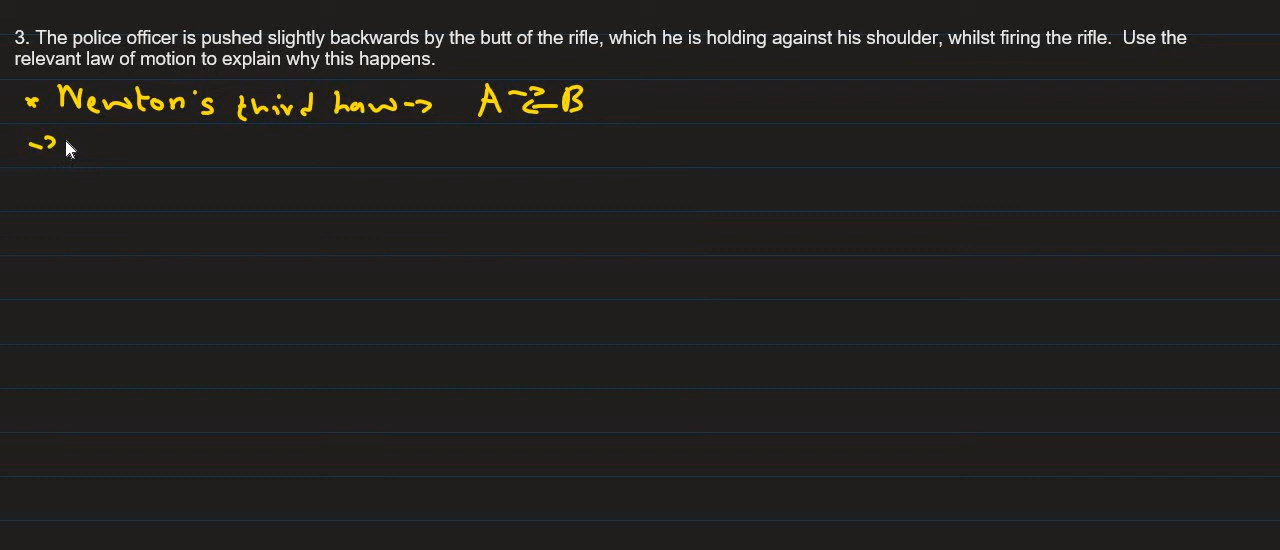 3. The police officer is pushed slightly backwards by the butt of the rifle, which he is holding against his shoulder, whilst firing the rifle. Use the
relevant law of motion to explain why this happens.
* Newton's third Law -> A ⇄ B
->